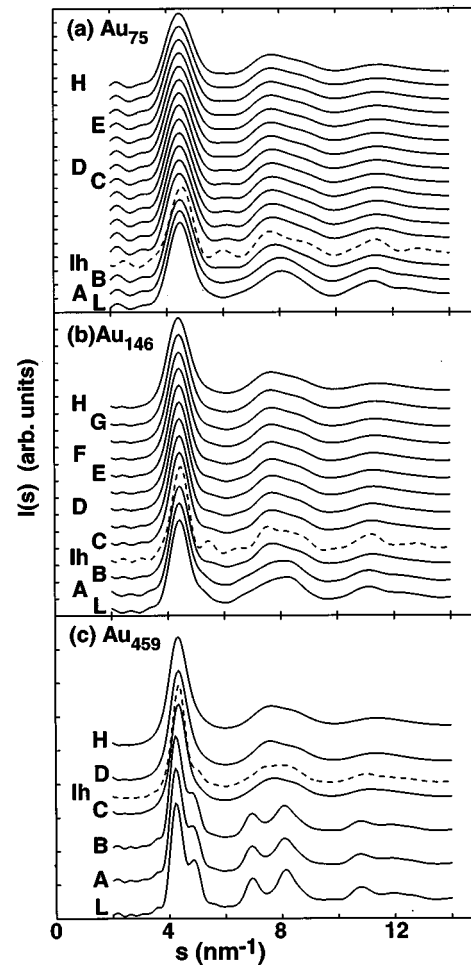 (a) Au75
H
E
D
C
Ih
B
A
L
(b)Au146
H
G
F
E
D
C
Ih
B
A
L
(c) Au459
H
D
Ih
C
B
A
L
I(s) (arb. units)
0 4 8 12
s (nm⁻¹)